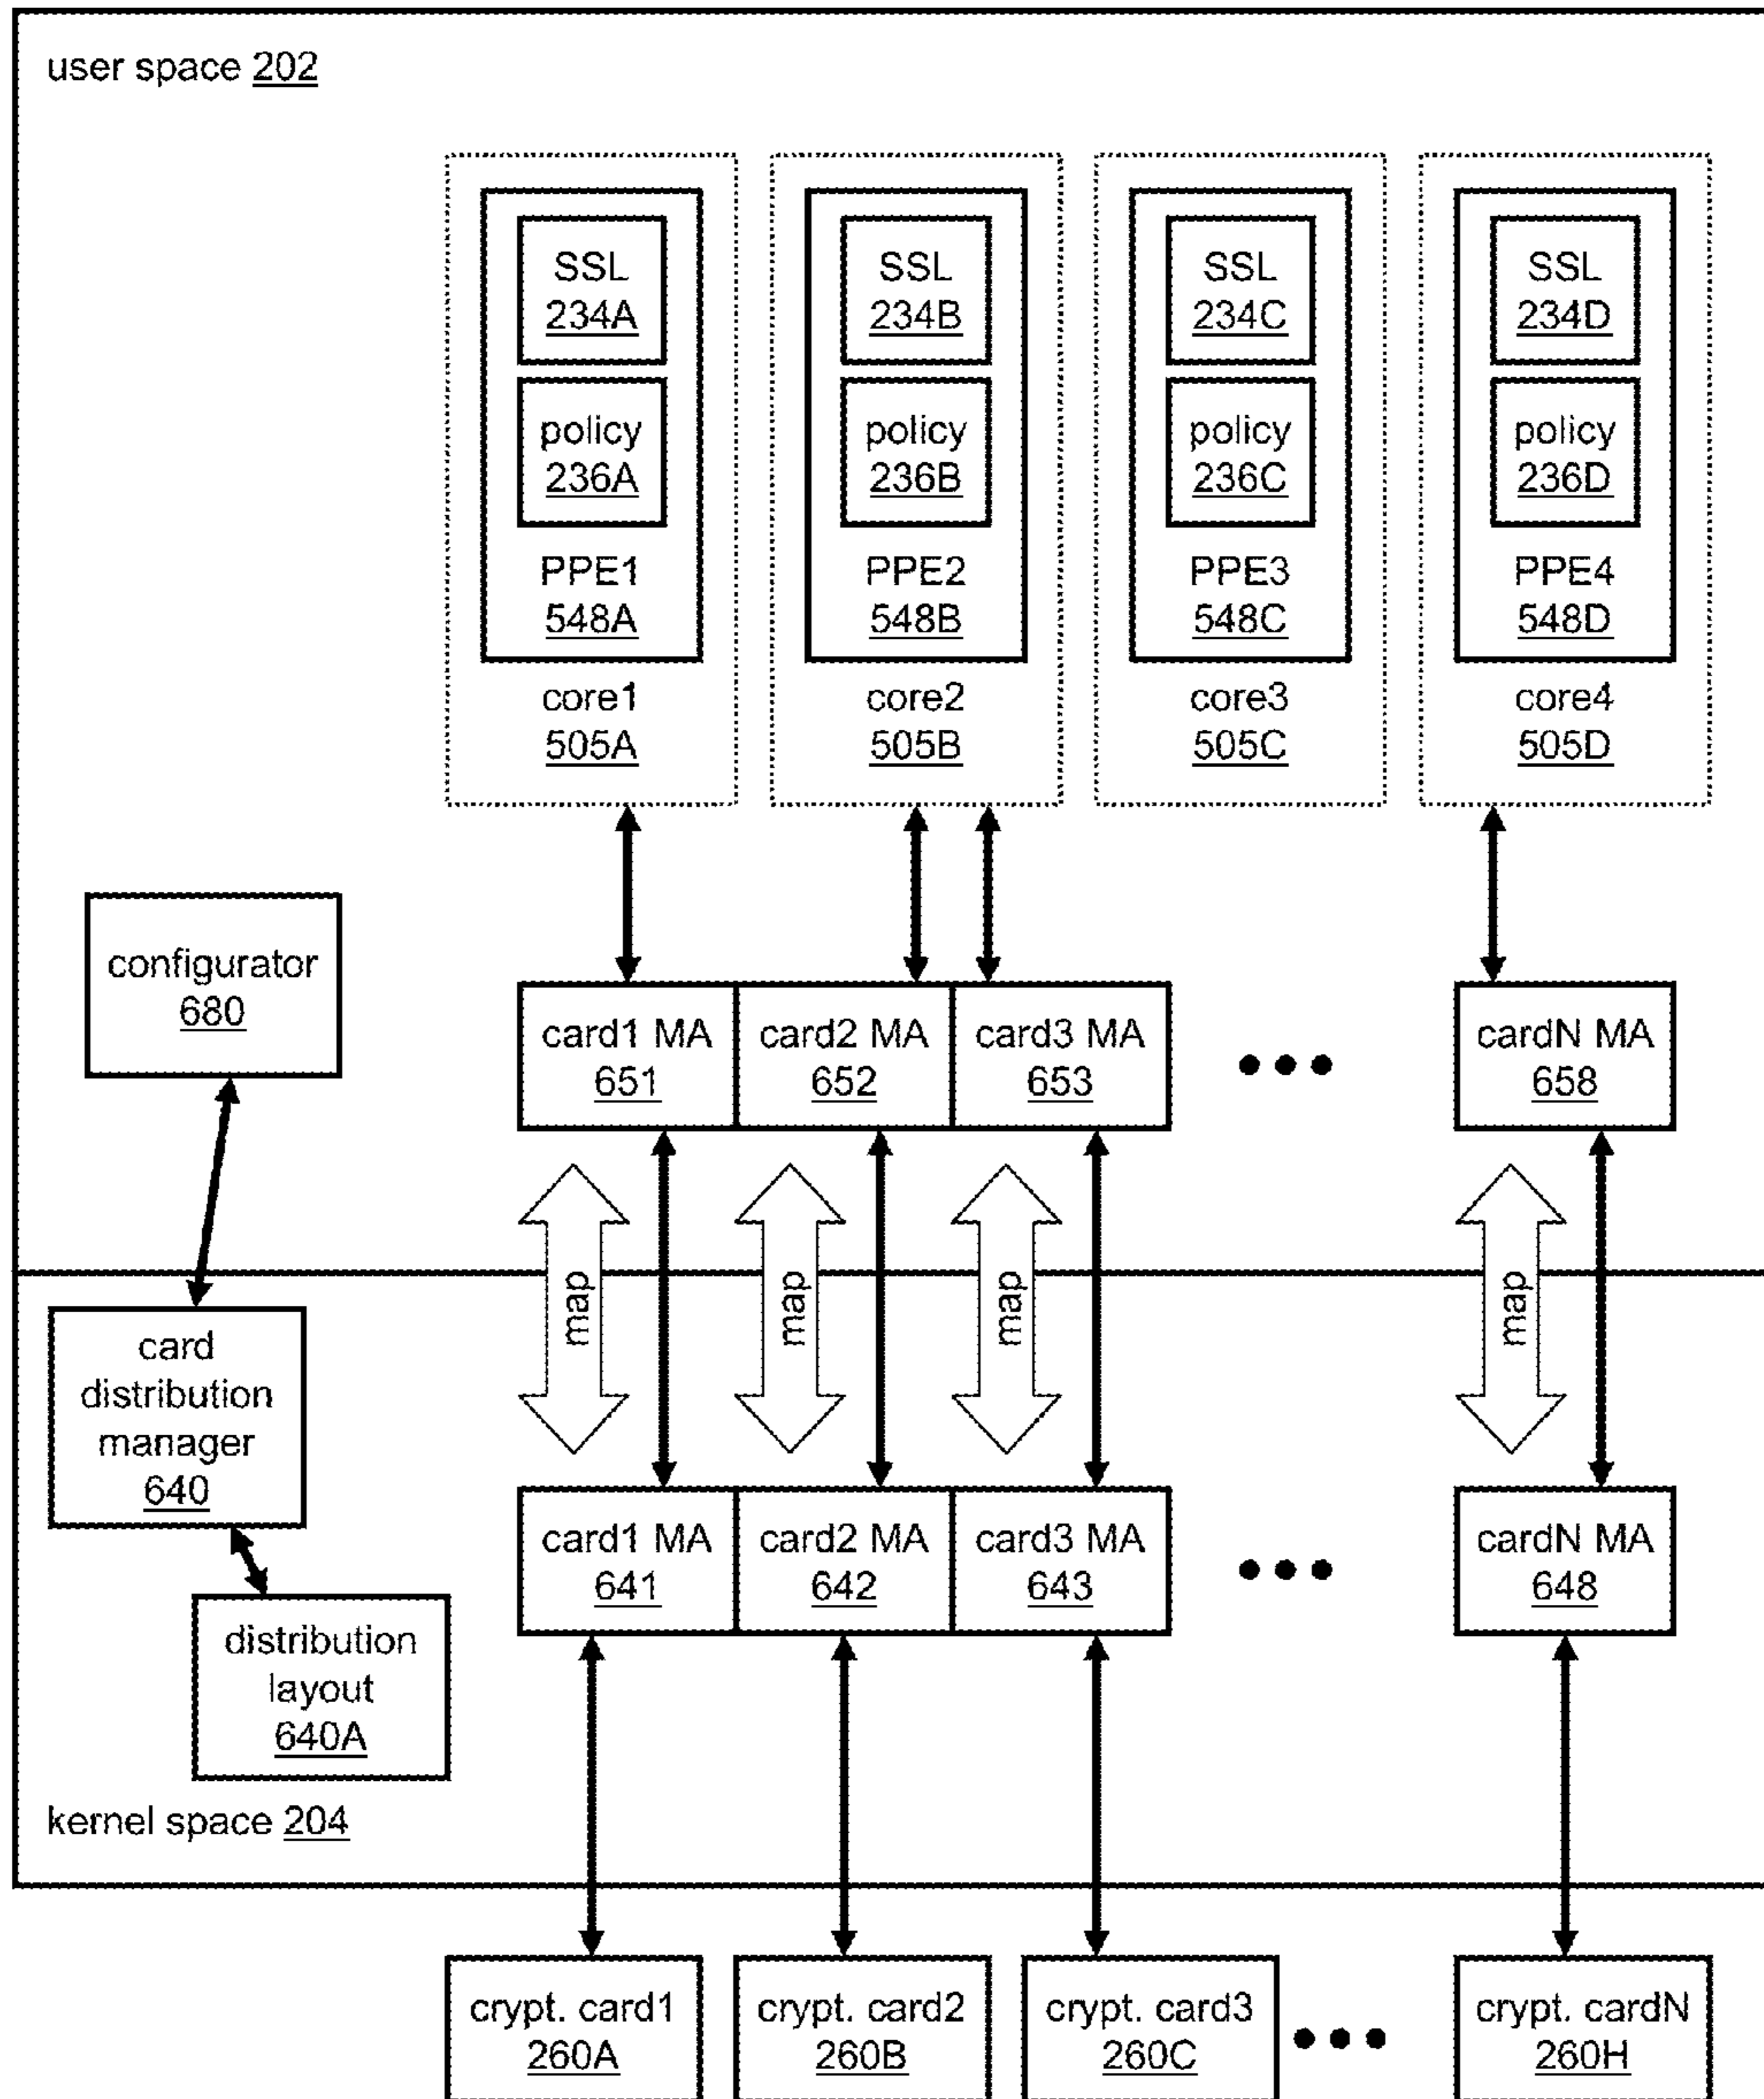 user space 202
SSL
234A
SSL
234B
SSL
234C
SSL
234D
policy
236A
policy
236B
policy
236C
policy
236D
PPE1
548A
PPE2
548B
PPE3
548C
PPE4
548D
core1
505A
core2
505B
core3
505C
core4
505D
configurator
680
card1 MA
651
card2 MA
652
card3 MA
653
cardN MA
658
map
map
map
map
card
distribution
manager
640
card1 MA
641
card2 MA
642
card3 MA
643
cardN MA
648
distribution
layout
640A
kernel space 204
crypt. card1
260A
crypt. card2
260B
crypt. card3
260C
crypt. cardN
260H